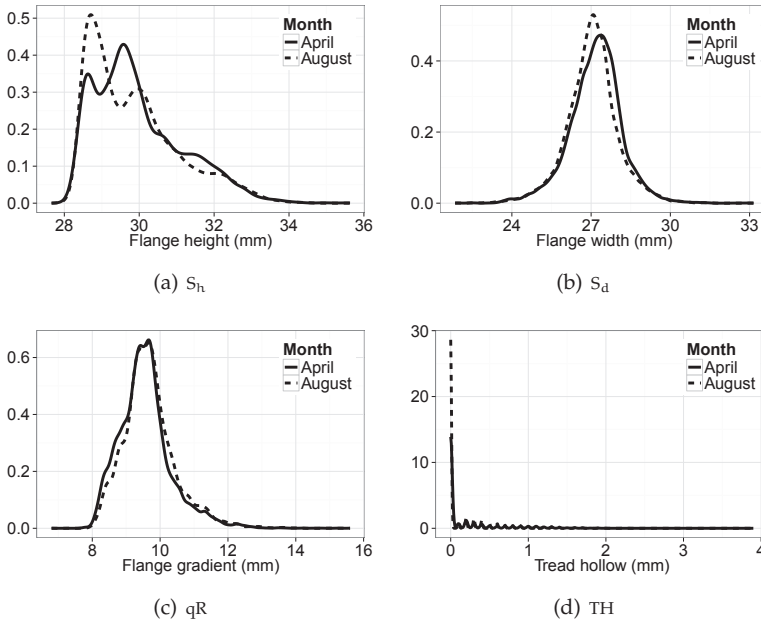 0.5
0.4
0.3
0.2
0.1
0.0
Month
April
August
28 30 32 34 36
Flange height (mm)
(a) Sh
0.4
0.2
0.0
Month
April
August
24 27 30 33
Flange width (mm)
(b) Sd
0.6
0.4
0.2
0.0
Month
April
August
8 10 12 14 16
Flange gradient (mm)
(c) qR
30
20
10
0
Month
April
August
0 1 2 3 4
Tread hollow (mm)
(d) TH